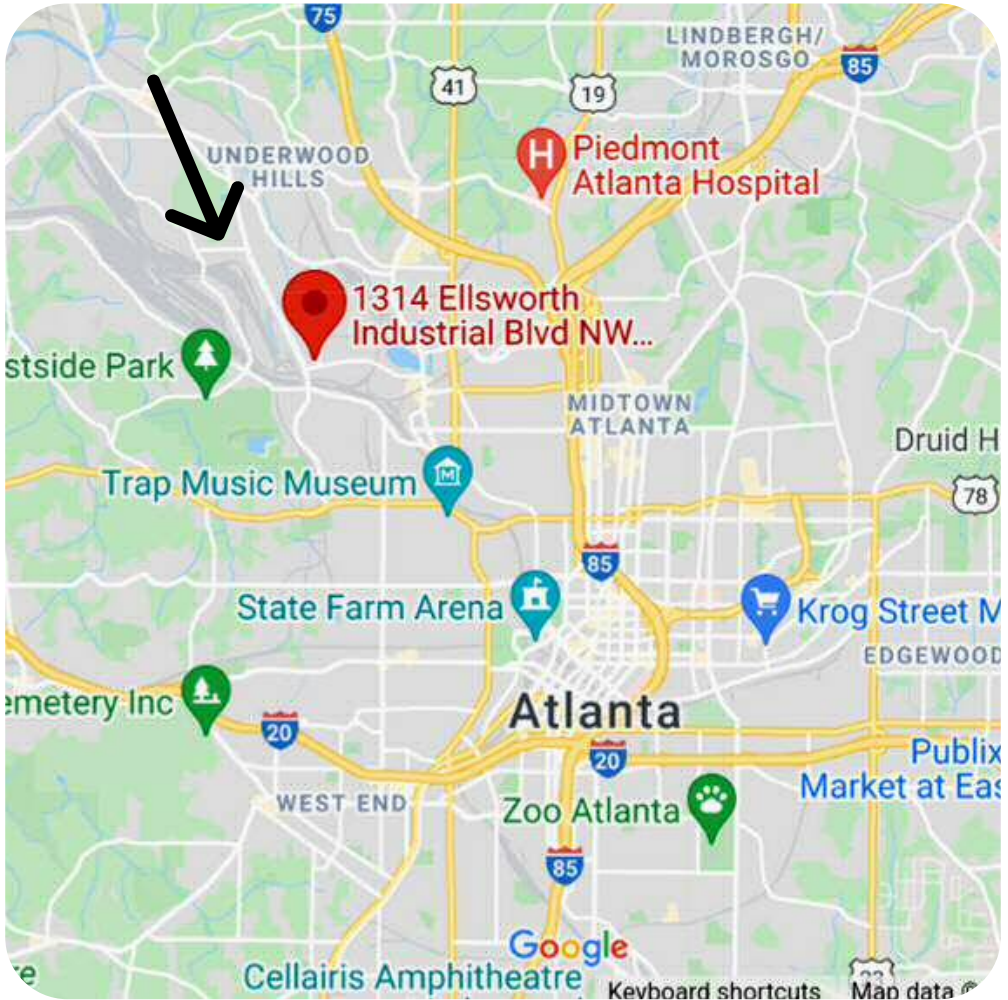 75
LINDBERGH/
MOROSGO
85
41
19
UNDERWOOD
HILLS
H Piedmont
Atlanta Hospital
1314 Ellsworth
Industrial Blvd NW...
stside Park
MIDTOWN
ATLANTA
Druid H
Trap Music Museum
M
78
85
State Farm Arena
Krog Street M
EDGEWOOD
emetery Inc
Atlanta
20
20
Publix
Market at Eas
WEST END
Zoo Atlanta
85
Google
re
Cellairis Amphitheatre
Keyboard shortcuts
Map data ©